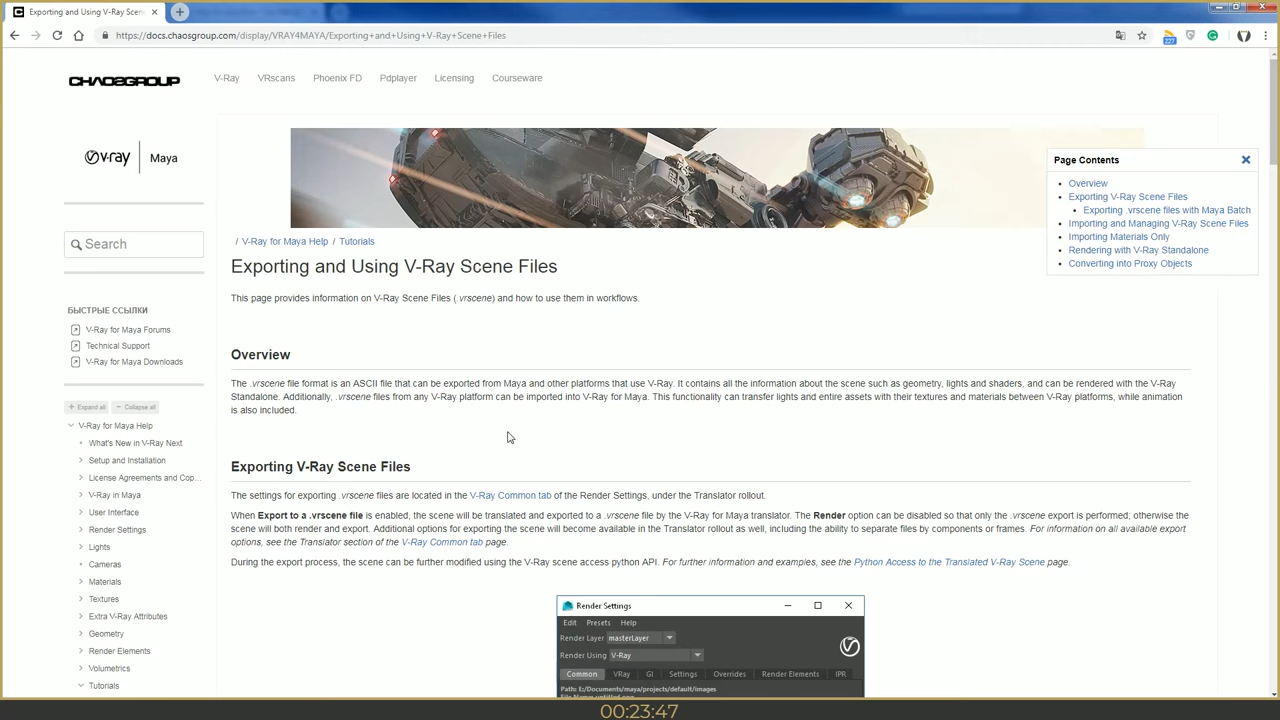 Exporting and Using V-Ray Scene
https://docs.chaosgroup.com/display/VRAY4MAYA/Exporting+and+Using+V-Ray+Scene+Files
227
CHAOSGROUP
V-Ray VRscans Phoenix FD Pdplayer Licensing Courseware
v-ray Maya
Page Contents
Overview
Exporting V-Ray Scene Files
Exporting .vrscene files with Maya Batch
Importing and Managing V-Ray Scene Files
Importing Materials Only
Rendering with V-Ray Standalone
Converting into Proxy Objects
Search
/ V-Ray for Maya Help / Tutorials
Exporting and Using V-Ray Scene Files
This page provides information on V-Ray Scene Files (.vrscene) and how to use them in workflows.
БЫСТРЫЕ ССЫЛКИ
V-Ray for Maya Forums
Technical Support
V-Ray for Maya Downloads
Expand all Collapse all
V-Ray for Maya Help
What's New in V-Ray Next
Setup and Installation
License Agreements and Cop...
V-Ray in Maya
User Interface
Render Settings
Lights
Cameras
Materials
Textures
Extra V-Ray Attributes
Geometry
Render Elements
Volumetrics
Tutorials
Overview
The .vrscene file format is an ASCII file that can be exported from Maya and other platforms that use V-Ray. It contains all the information about the scene such as geometry, lights and shaders, and can be rendered with the V-Ray
Standalone. Additionally, .vrscene files from any V-Ray platform can be imported into V-Ray for Maya. This functionality can transfer lights and entire assets with their textures and materials between V-Ray platforms, while animation
is also included.
Exporting V-Ray Scene Files
The settings for exporting .vrscene files are located in the V-Ray Common tab of the Render Settings, under the Translator rollout.
When Export to a .vrscene file is enabled, the scene will be translated and exported to a .vrscene file by the V-Ray for Maya translator. The Render option can be disabled so that only the .vrscene export is performed; otherwise the
scene will both render and export. Additional options for exporting the scene will become available in the Translator rollout as well, including the ability to separate files by components or frames. For information on all available export
options, see the Translator section of the V-Ray Common tab page.
During the export process, the scene can be further modified using the V-Ray scene access python API. For further information and examples, see the Python Access to the Translated V-Ray Scene page.
Render Settings
Edit Presets Help
Render Layer masterLayer
Render Using V-Ray
Common VRay GI Settings Overrides Render Elements IPR
Path: E:/Documents/maya/projects/default/images
00:23:47